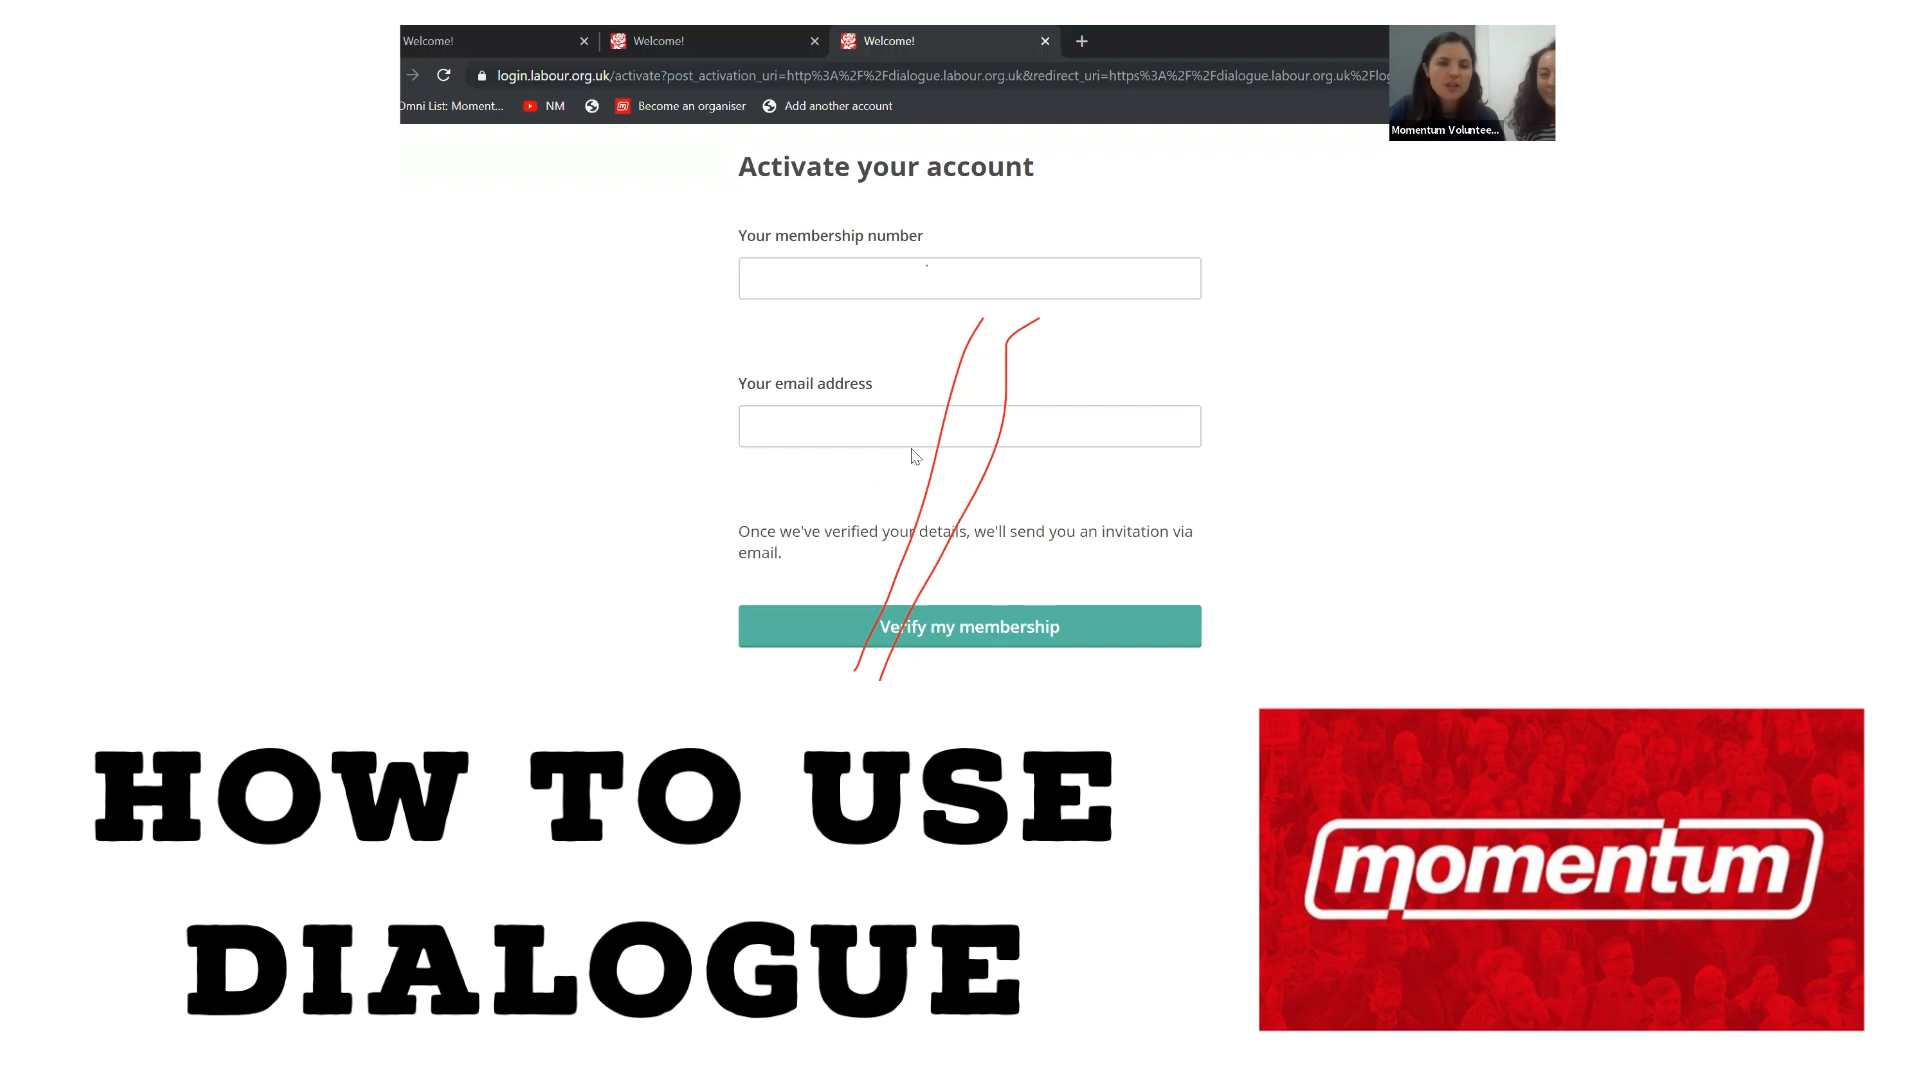 Welcome!
Welcome!
Welcome!
login.labour.org.uk/activate?post_activation_uri=http%3A%2F%2Fdialogue.labour.org.uk&redirect_uri=https%3A%2F%2Fdialogue.labour.org.uk%2Flo
Omni List: Moment...
NM
Become an organiser
Add another account
Momentum Voluntee...
Activate your account
Your membership number
Your email address
Once we've verified your details, we'll send you an invitation via
email.
Verify my membership
HOW TO USE
DIALOGUE
momentum